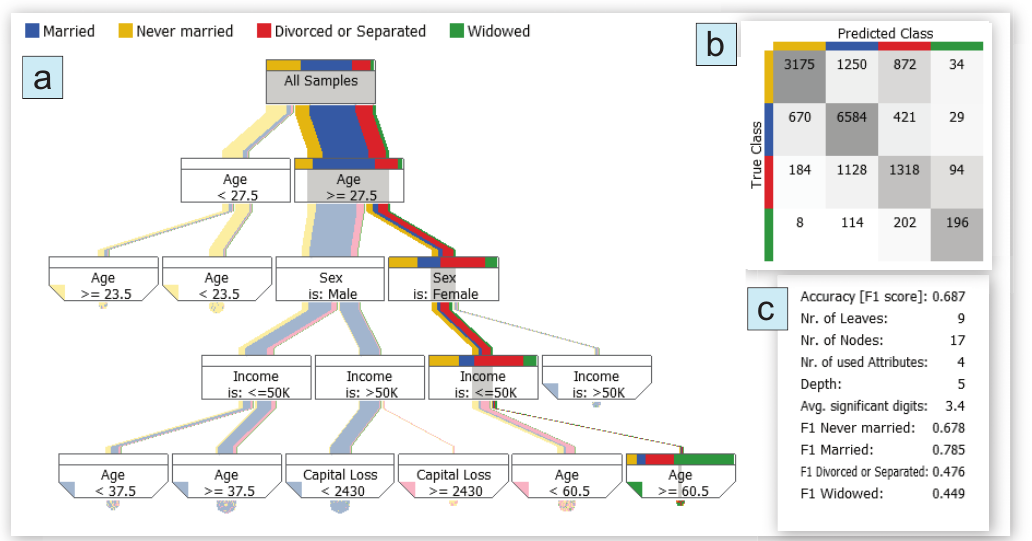 Married Never married Divorced or Separated Widowed
a
All Samples
Age
< 27.5
Age
>= 27.5
Age
>= 23.5
Age
< 23.5
Sex
is: Male
Sex
is: Female
Income
is: <=50K
Income
is: >50K
Income
is: <=50K
Income
is: >50K
Age
< 37.5
Age
>= 37.5
Capital Loss
< 2430
Capital Loss
>= 2430
Age
< 60.5
Age
>= 60.5
b
Predicted Class
True Class
3175 1250 872 34
670 6584 421 29
184 1128 1318 94
8 114 202 196
c
Accuracy [F1 score]: 0.687
Nr. of Leaves: 9
Nr. of Nodes: 17
Nr. of used Attributes: 4
Depth: 5
Avg. significant digits: 3.4
F1 Never married: 0.678
F1 Married: 0.785
F1 Divorced or Separated: 0.476
F1 Widowed: 0.449